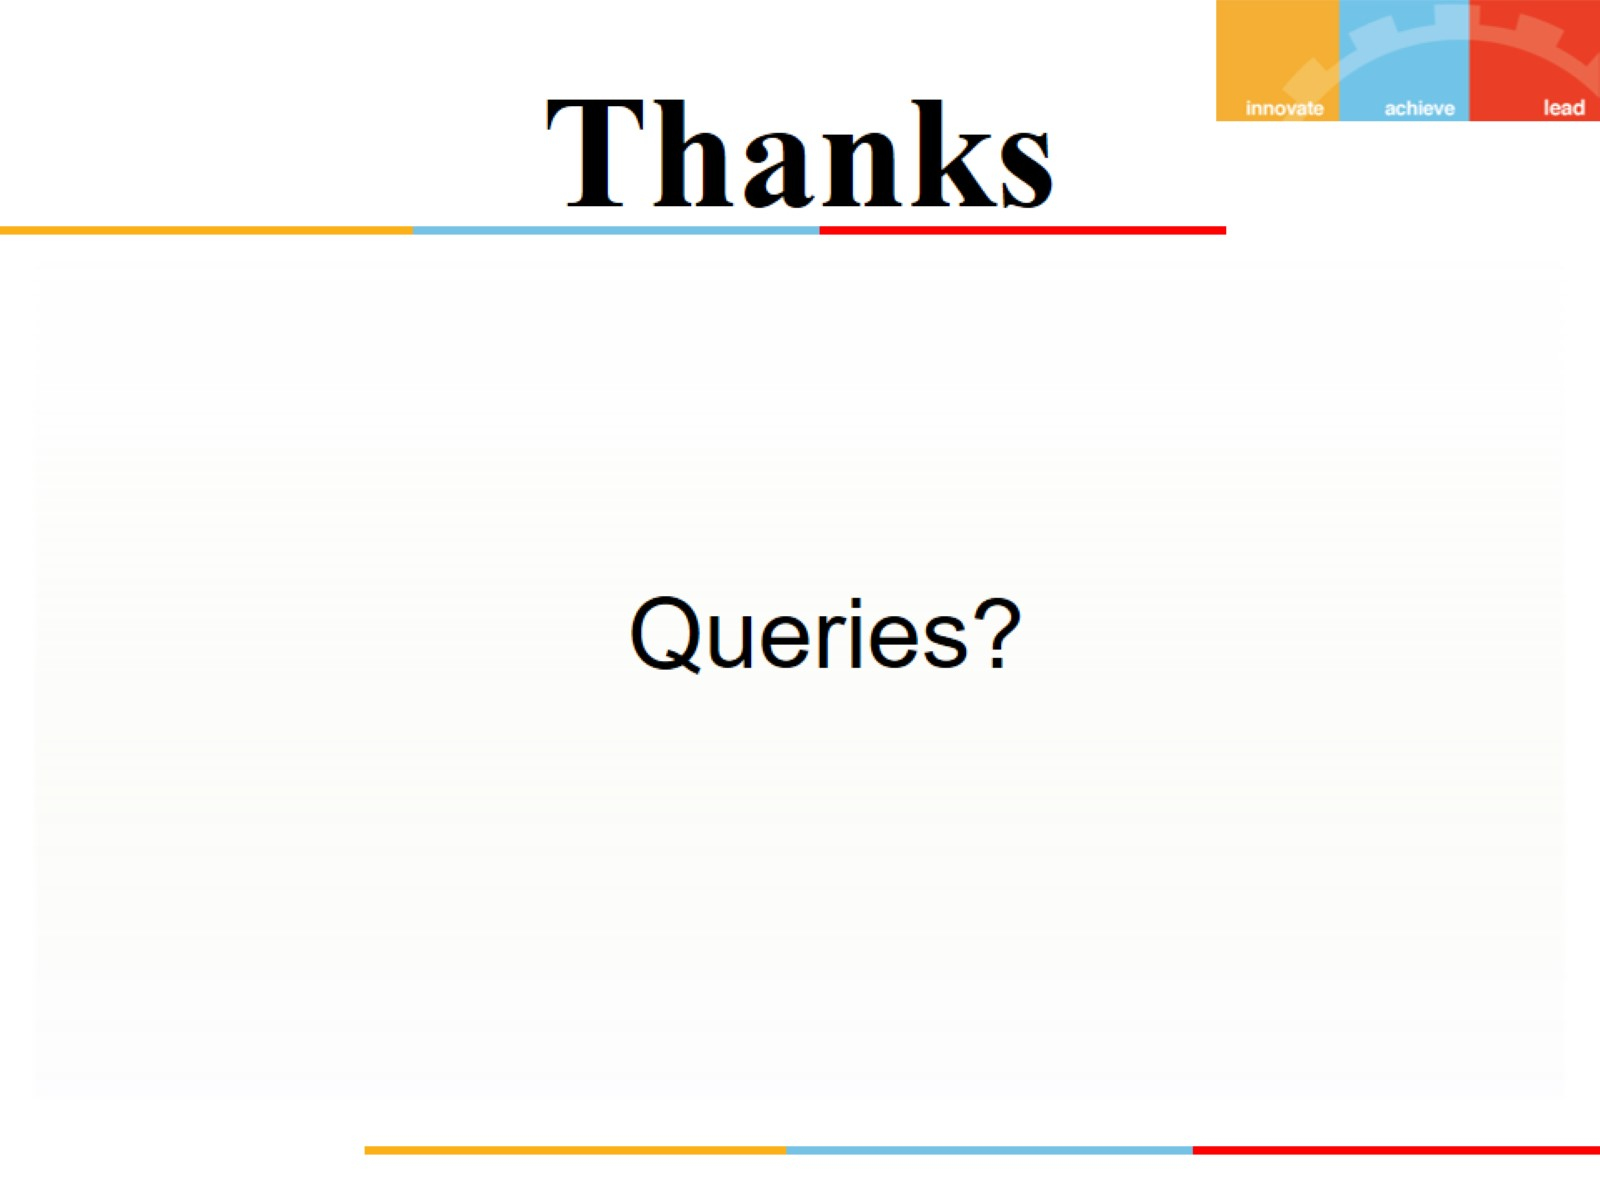 innovate achieve lead
Thanks
Queries?